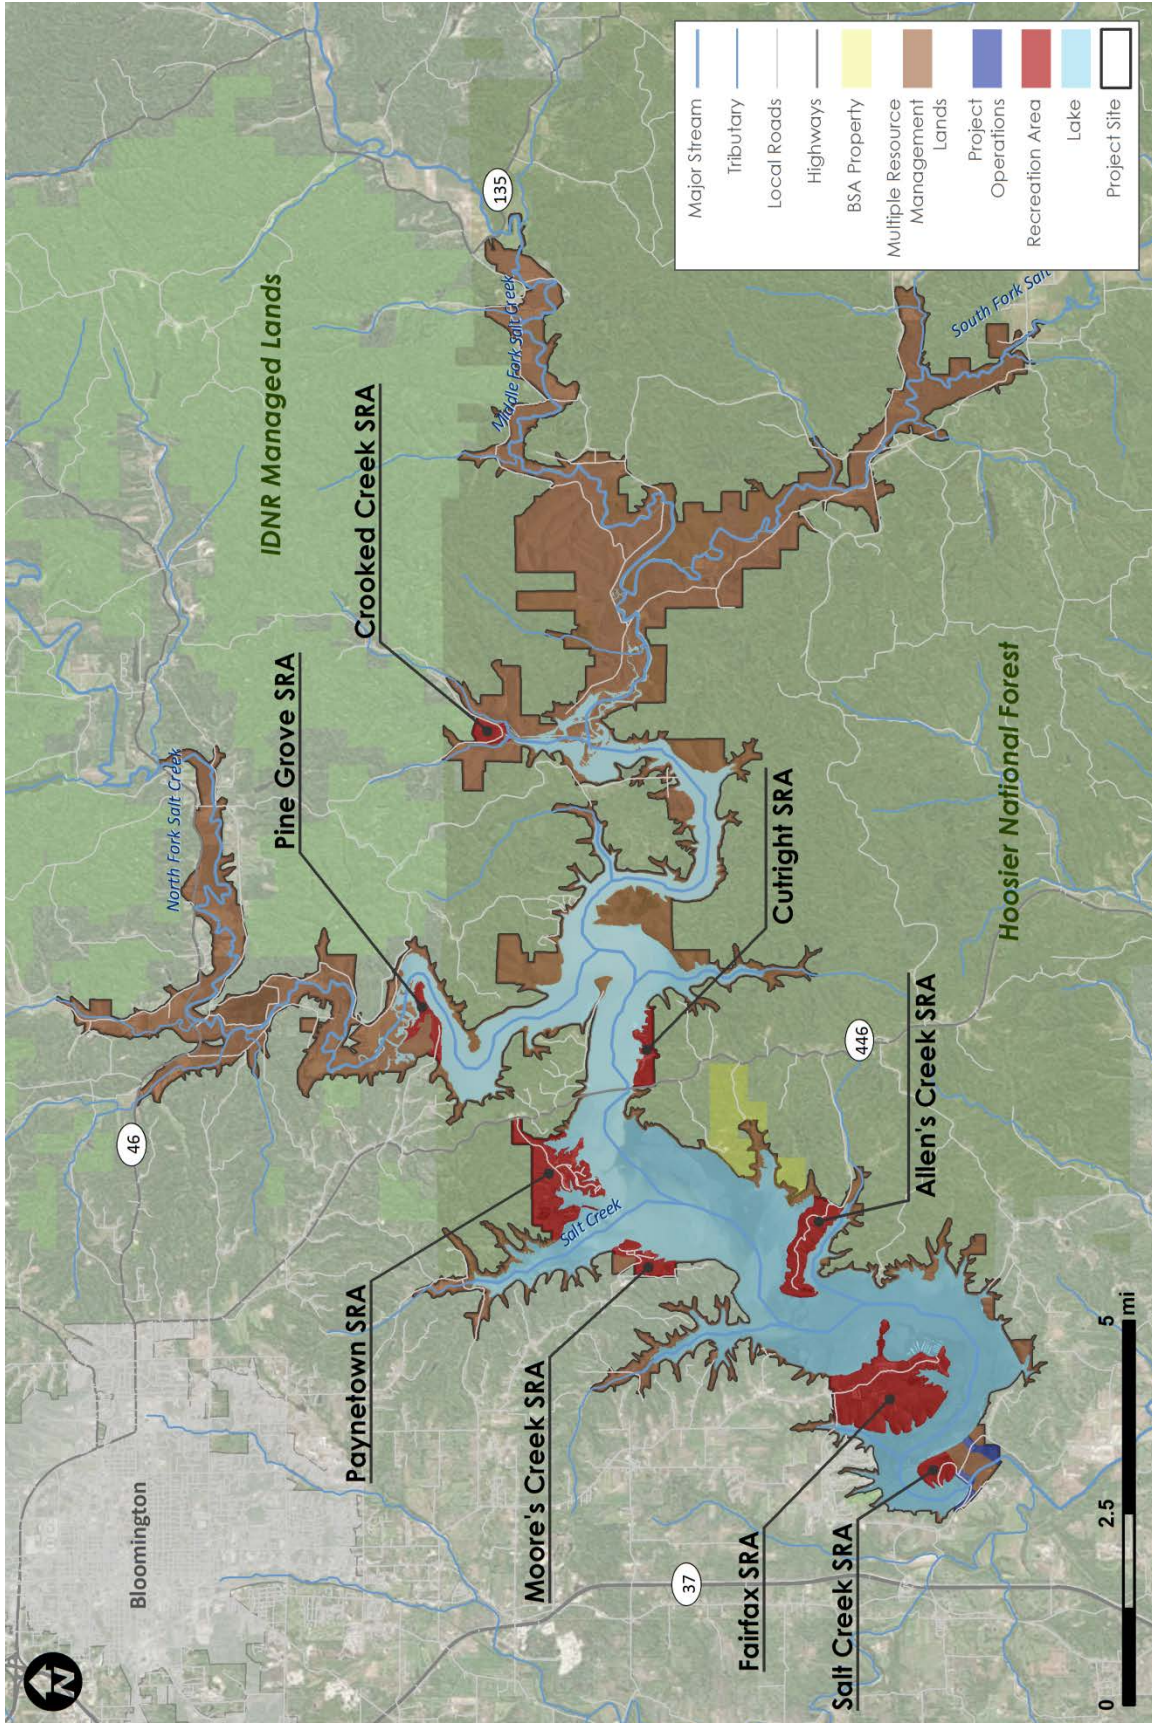 N
Bloomington
46
37
446
135
North Fork Salt Creek
IDNR Managed Lands
Pine Grove SRA
Crooked Creek SRA
Middle Fork Salt Creek
Paynetown SRA
Moore's Creek SRA
Salt Creek
Fairfax SRA
Salt Creek SRA
Cutright SRA
Allen's Creek SRA
Hoosier National Forest
South Fork Salt
0
2.5
5
mi
Major Stream
Tributary
Local Roads
Highways
BSA Property
Multiple Resource
Management
Lands
Project
Operations
Recreation Area
Lake
Project Site